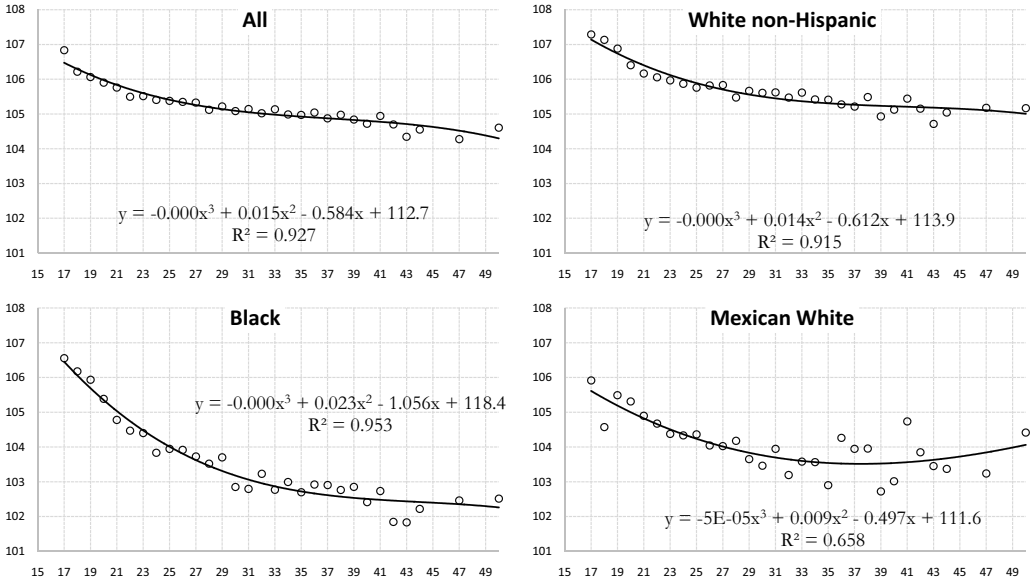 All
108
107
106
105
104
103
102
101
y = -0.000x³ + 0.015x² - 0.584x + 112.7
R² = 0.927
15 17 19 21 23 25 27 29 31 33 35 37 39 41 43 45 47 49
White non-Hispanic
108
107
106
105
104
103
102
101
y = -0.000x³ + 0.014x² - 0.612x + 113.9
R² = 0.915
15 17 19 21 23 25 27 29 31 33 35 37 39 41 43 45 47 49
Black
108
107
106
105
104
103
102
101
y = -0.000x³ + 0.023x² - 1.056x + 118.4
R² = 0.953
15 17 19 21 23 25 27 29 31 33 35 37 39 41 43 45 47 49
Mexican White
108
107
106
105
104
103
102
101
y = -5E-05x³ + 0.009x² - 0.497x + 111.6
R² = 0.658
15 17 19 21 23 25 27 29 31 33 35 37 39 41 43 45 47 49